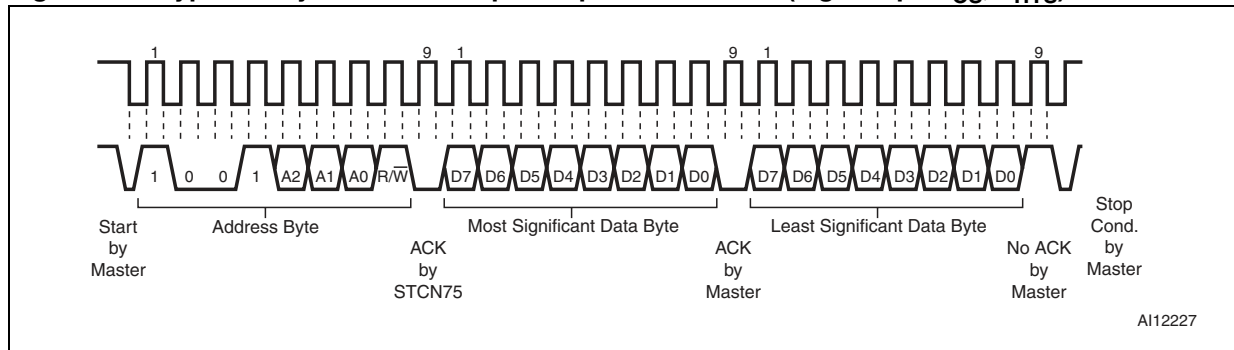 1 9 1 9 1 9
1 0 0 1 A2 A1 A0 R/W̅ D7 D6 D5 D4 D3 D2 D1 D0 D7 D6 D5 D4 D3 D2 D1 D0
Start
by
Master
Address Byte
ACK
by
STCN75
Most Significant Data Byte
ACK
by
Master
Least Significant Data Byte
No ACK
by
Master
Stop
Cond.
by
Master
AI12227